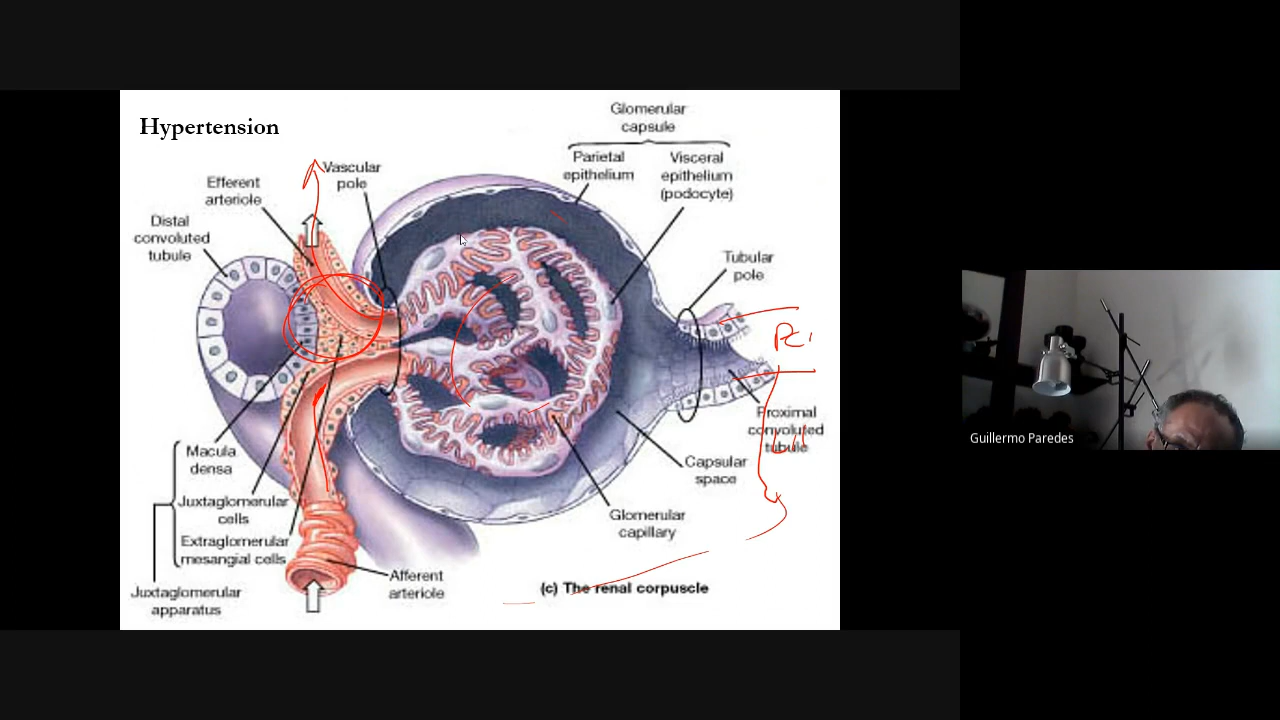 Hypertension
Glomerular
capsule
Parietal
epithelium
Visceral
epithelium
(podocyte)
Vascular
pole
Efferent
arteriole
Distal
convoluted
tubule
Tubular
pole
Proximal
convoluted
tubule
Macula
densa
Capsular
space
Juxtaglomerular
cells
Glomerular
capillary
Extraglomerular
mesangial cells
Afferent
arteriole
Juxtaglomerular
apparatus
(c) The renal corpuscle
Guillermo Paredes